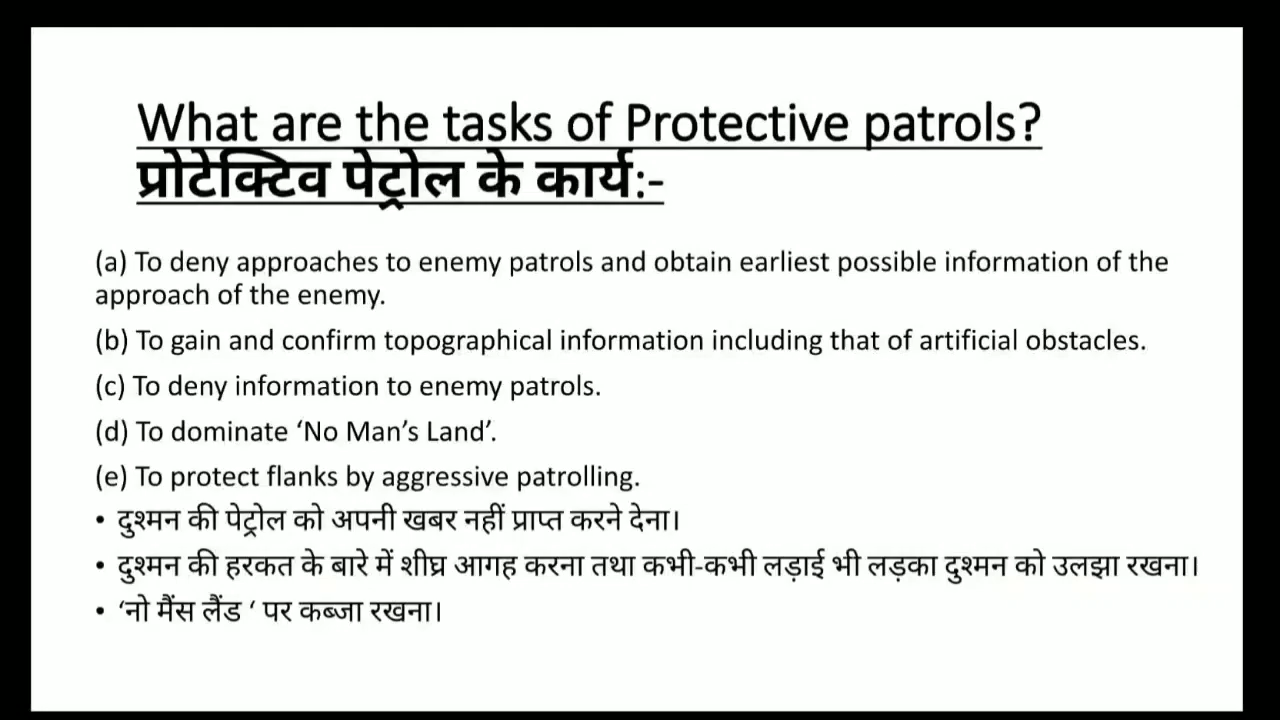 What are the tasks of Protective patrols?
प्रोटेक्टिव पेट्रोल के कार्य:-
(a) To deny approaches to enemy patrols and obtain earliest possible information of the
approach of the enemy.
(b) To gain and confirm topographical information including that of artificial obstacles.
(c) To deny information to enemy patrols.
(d) To dominate ‘No Man’s Land’.
(e) To protect flanks by aggressive patrolling.
• दुश्मन की पेट्रोल को अपनी खबर नहीं प्राप्त करने देना।
• दुश्मन की हरकत के बारे में शीघ्र आगह करना तथा कभी-कभी लड़ाई भी लड़का दुश्मन को उलझा रखना।
• ‘नो मैंस लैंड ‘ पर कब्जा रखना।